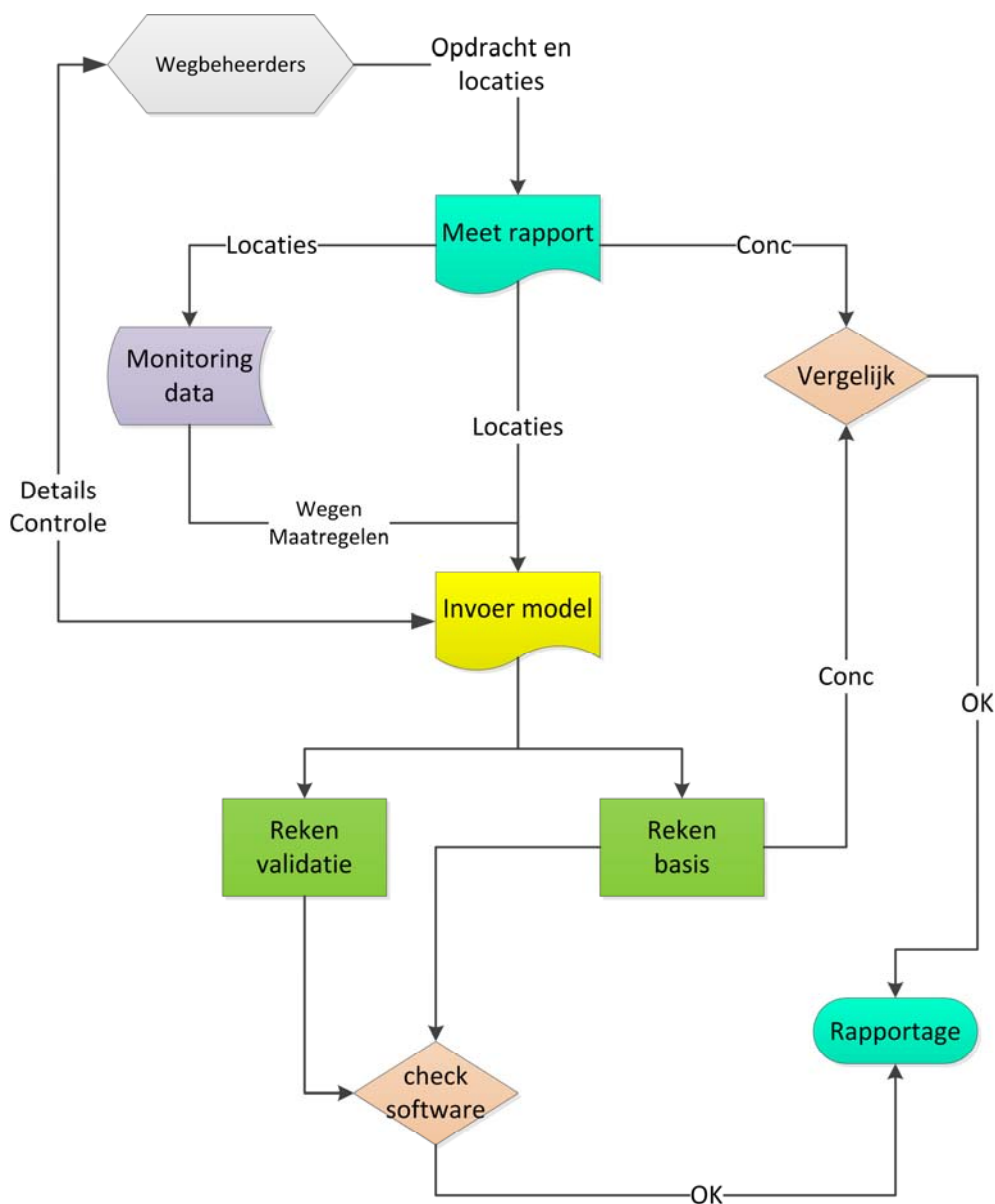 Wegbeheerders
Opdracht en
locaties
Meet rapport
Locaties
Conc
Monitoring
data
Vergelijk
Locaties
Details
Controle
Wegen
Maatregelen
Invoer model
Conc
OK
Reken
validatie
Reken
basis
Rapportage
check
software
OK